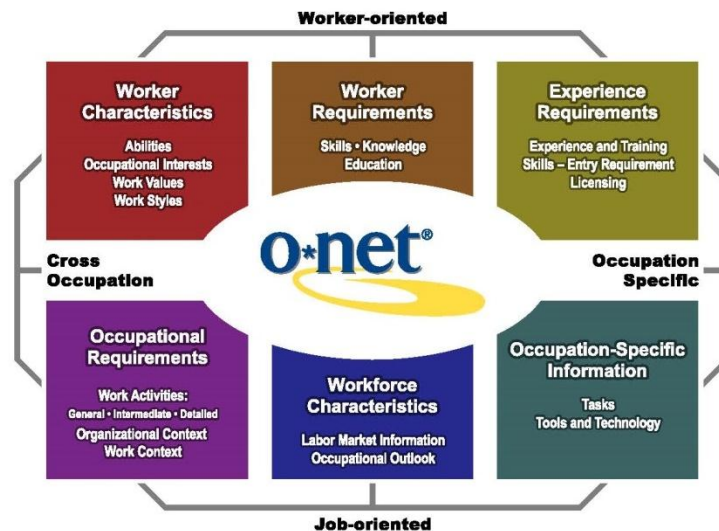 Worker-oriented
Worker
Characteristics
Abilities
Occupational Interests
Work Values
Work Styles
Worker
Requirements
Skills • Knowledge
Education
Experience
Requirements
Experience and Training
Skills – Entry Requirement
Licensing
Cross
Occupation
o*net®
Occupation
Specific
Occupational
Requirements
Work Activities:
General • Intermediate • Detailed
Organizational Context
Work Context
Workforce
Characteristics
Labor Market Information
Occupational Outlook
Occupation-Specific
Information
Tasks
Tools and Technology
Job-oriented